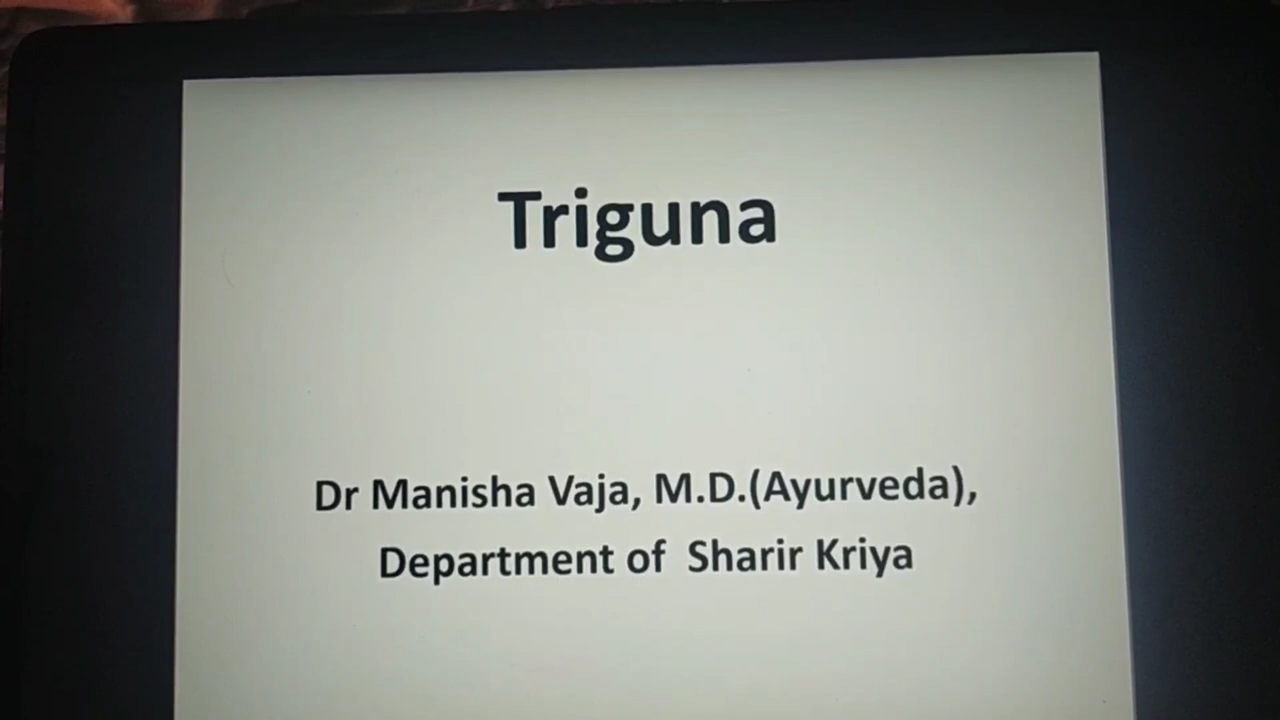 Triguna
Dr Manisha Vaja, M.D.(Ayurveda),
Department of Sharir Kriya